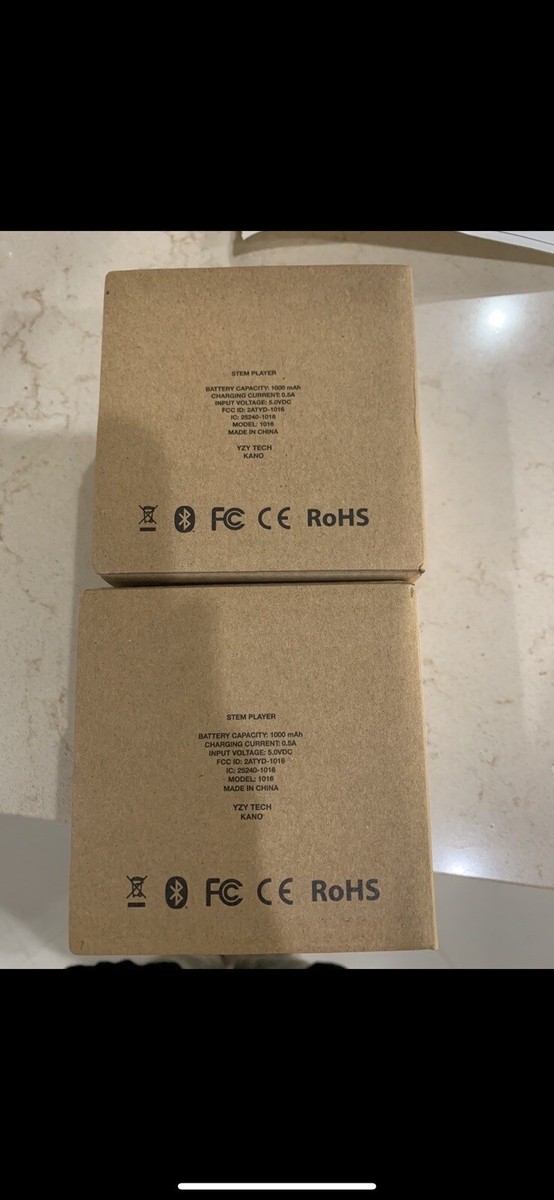 STEM PLAYER
BATTERY CAPACITY: 1000 mAh
CHARGING CURRENT: 0.5A
INPUT VOLTAGE: 5.0VDC
FCC ID: 2ATYD-1016
IC: 25240-1016
MODEL: 1016
MADE IN CHINA
YZY TECH
KANO
FC CE RoHS
STEM PLAYER
BATTERY CAPACITY: 1000 mAh
CHARGING CURRENT: 0.5A
INPUT VOLTAGE: 5.0VDC
FCC ID: 2ATYD-1016
IC: 25240-1016
MODEL: 1016
MADE IN CHINA
YZY TECH
KANO
FC CE RoHS